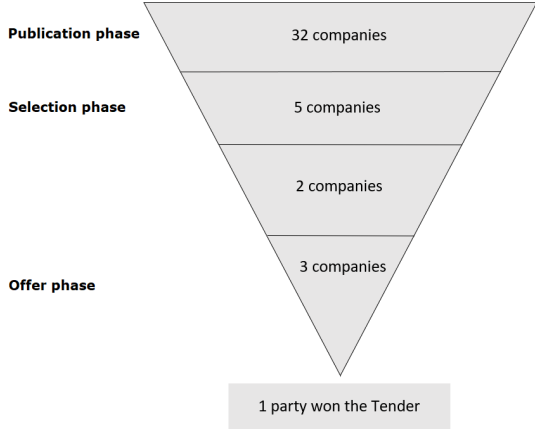 Publication phase
32 companies
Selection phase
5 companies
2 companies
3 companies
Offer phase
1 party won the Tender